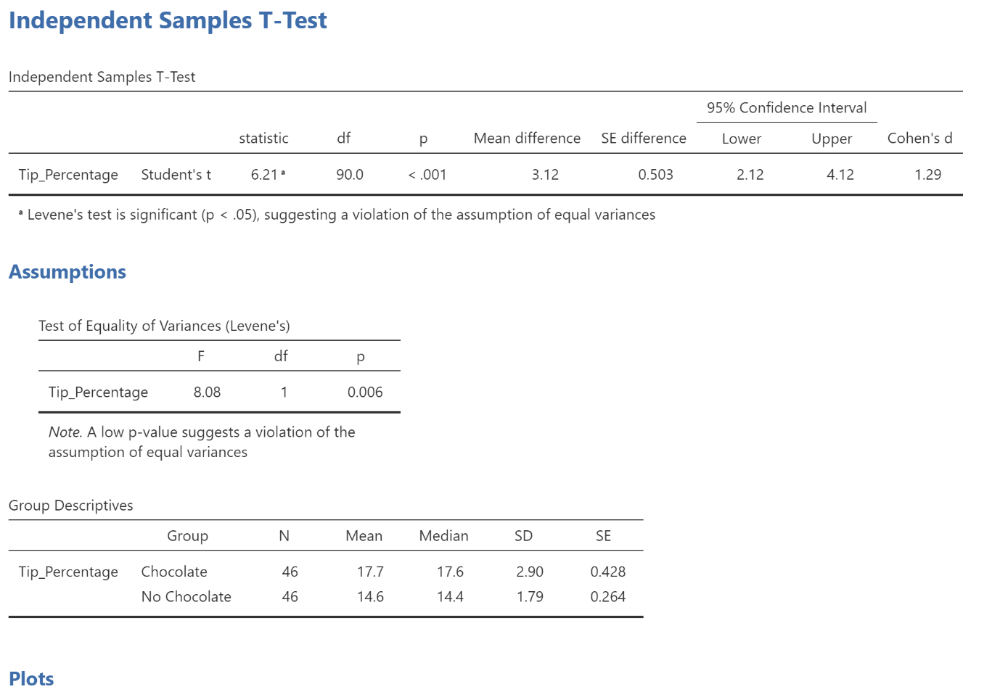 Independent Samples T-Test
Independent Samples T-Test
95% Confidence Interval
statistic df p Mean difference SE difference Lower Upper Cohen's d
Tip_Percentage Student's t 6.21 ᵃ 90.0 < .001 3.12 0.503 2.12 4.12 1.29
ᵃ Levene's test is significant (p < .05), suggesting a violation of the assumption of equal variances
Assumptions
Test of Equality of Variances (Levene's)
F df p
Tip_Percentage 8.08 1 0.006
Note. A low p-value suggests a violation of the
assumption of equal variances
Group Descriptives
Group N Mean Median SD SE
Tip_Percentage Chocolate 46 17.7 17.6 2.90 0.428
No Chocolate 46 14.6 14.4 1.79 0.264
Plots